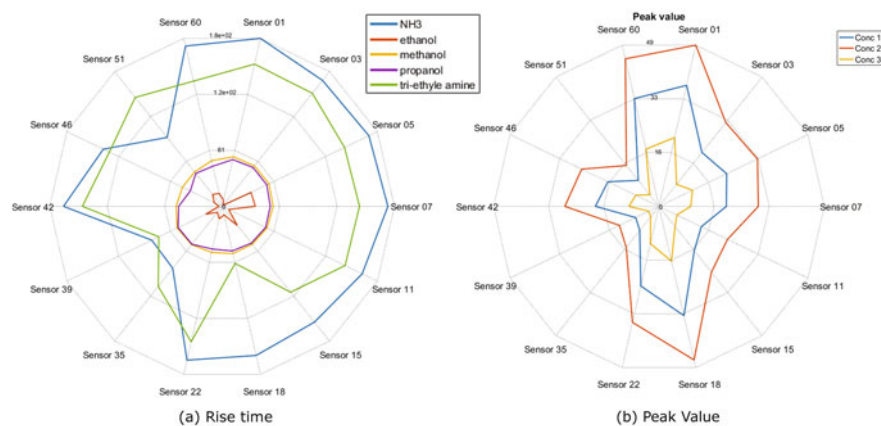 (a)
Sensor 60
Sensor 01
1.8e+02
Sensor 51
Sensor 03
1.2e+02
Sensor 46
Sensor 05
61
Sensor 42
Sensor 07
Sensor 39
Sensor 11
Sensor 35
Sensor 15
Sensor 22
Sensor 18
NH3
ethanol
methanol
propanol
tri-ethyle amine
(a) Rise time
(b)
Peak value
Sensor 60
Sensor 01
49
Sensor 51
Sensor 03
33
Sensor 46
Sensor 05
16
Sensor 42
Sensor 07
Sensor 39
Sensor 11
Sensor 35
Sensor 15
Sensor 22
Sensor 18
Conc 1
Conc 2
Conc 3
(b) Peak Value